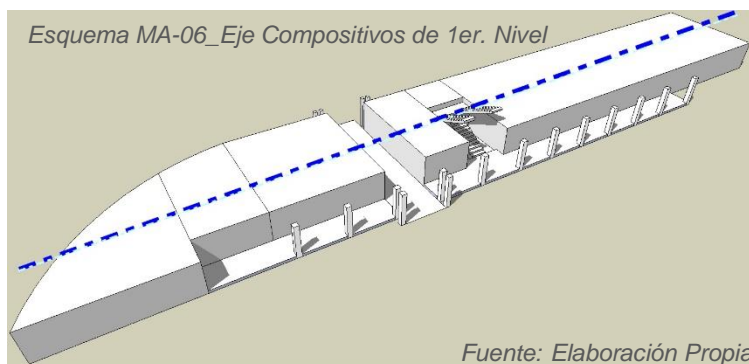 Esquema MA-06_Eje Compositivos de 1er. Nivel
Fuente: Elaboración Propia